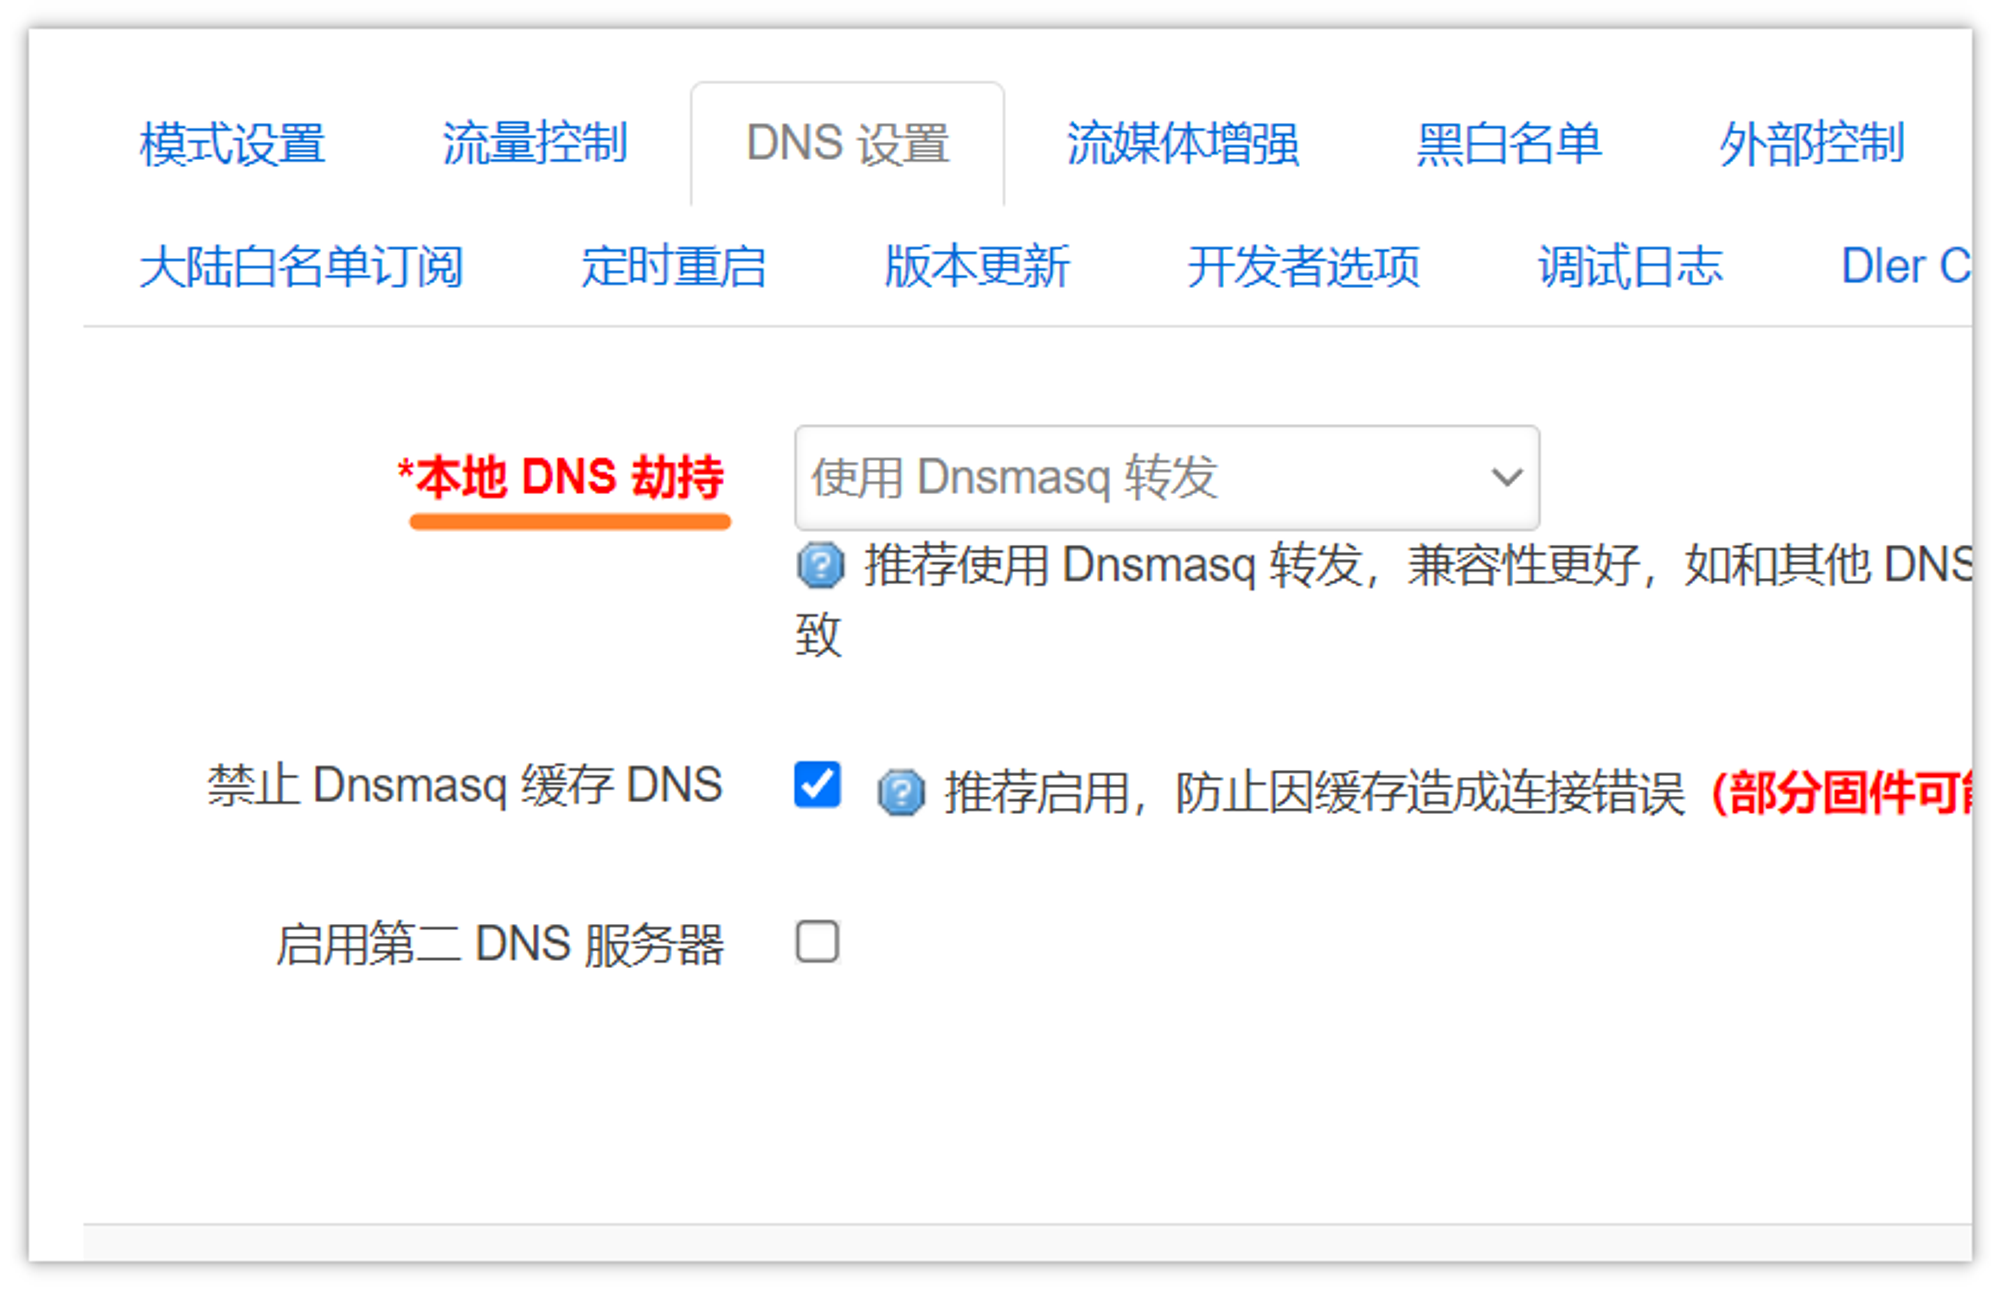 模式设置 流量控制 DNS 设置 流媒体增强 黑白名单 外部控制
大陆白名单订阅 定时重启 版本更新 开发者选项 调试日志 Dler C
*本地 DNS 劫持 使用 Dnsmasq 转发
推荐使用 Dnsmasq 转发，兼容性更好，如和其他 DNS
致
禁止 Dnsmasq 缓存 DNS 推荐启用，防止因缓存造成连接错误（部分固件可
启用第二 DNS 服务器